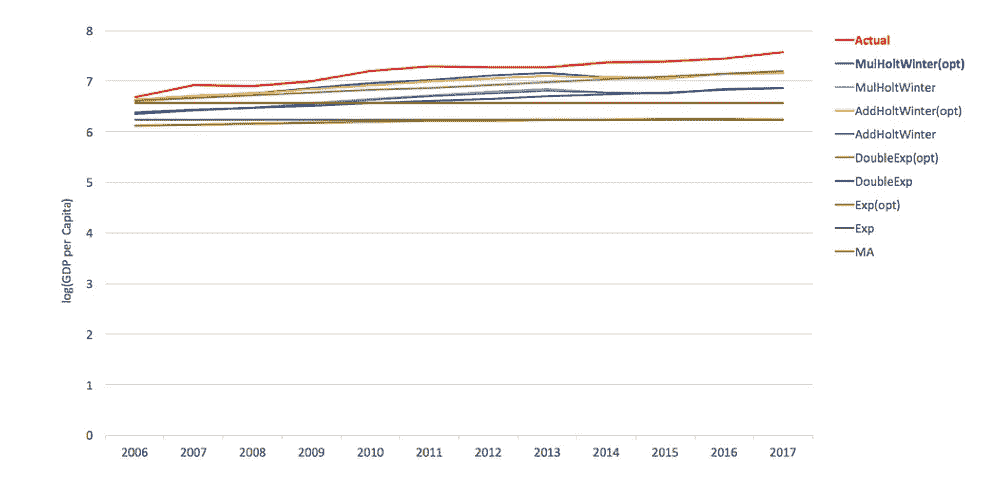 8
7
6
5
4
3
2
1
0
log(GDP per Capita)
2006 2007 2008 2009 2010 2011 2012 2013 2014 2015 2016 2017
Actual
MulHoltWinter(opt)
MulHoltWinter
AddHoltWinter(opt)
AddHoltWinter
DoubleExp(opt)
DoubleExp
Exp(opt)
Exp
MA